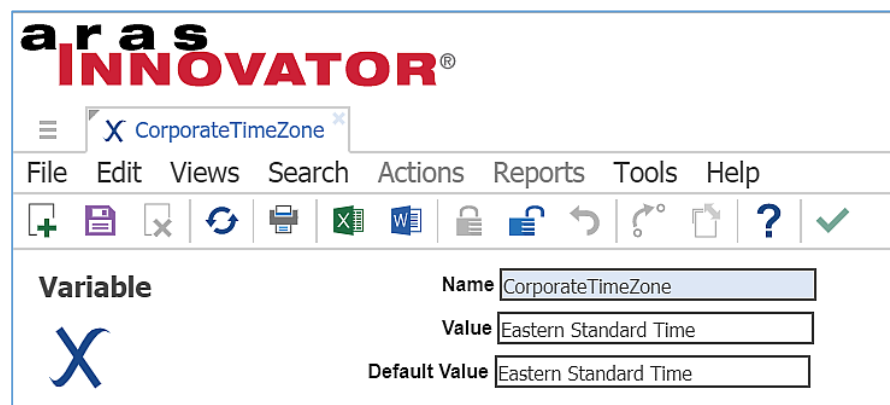 aras
INNOVATOR®
CorporateTimeZone
File Edit Views Search Actions Reports Tools Help
Variable
Name CorporateTimeZone
Value Eastern Standard Time
Default Value Eastern Standard Time